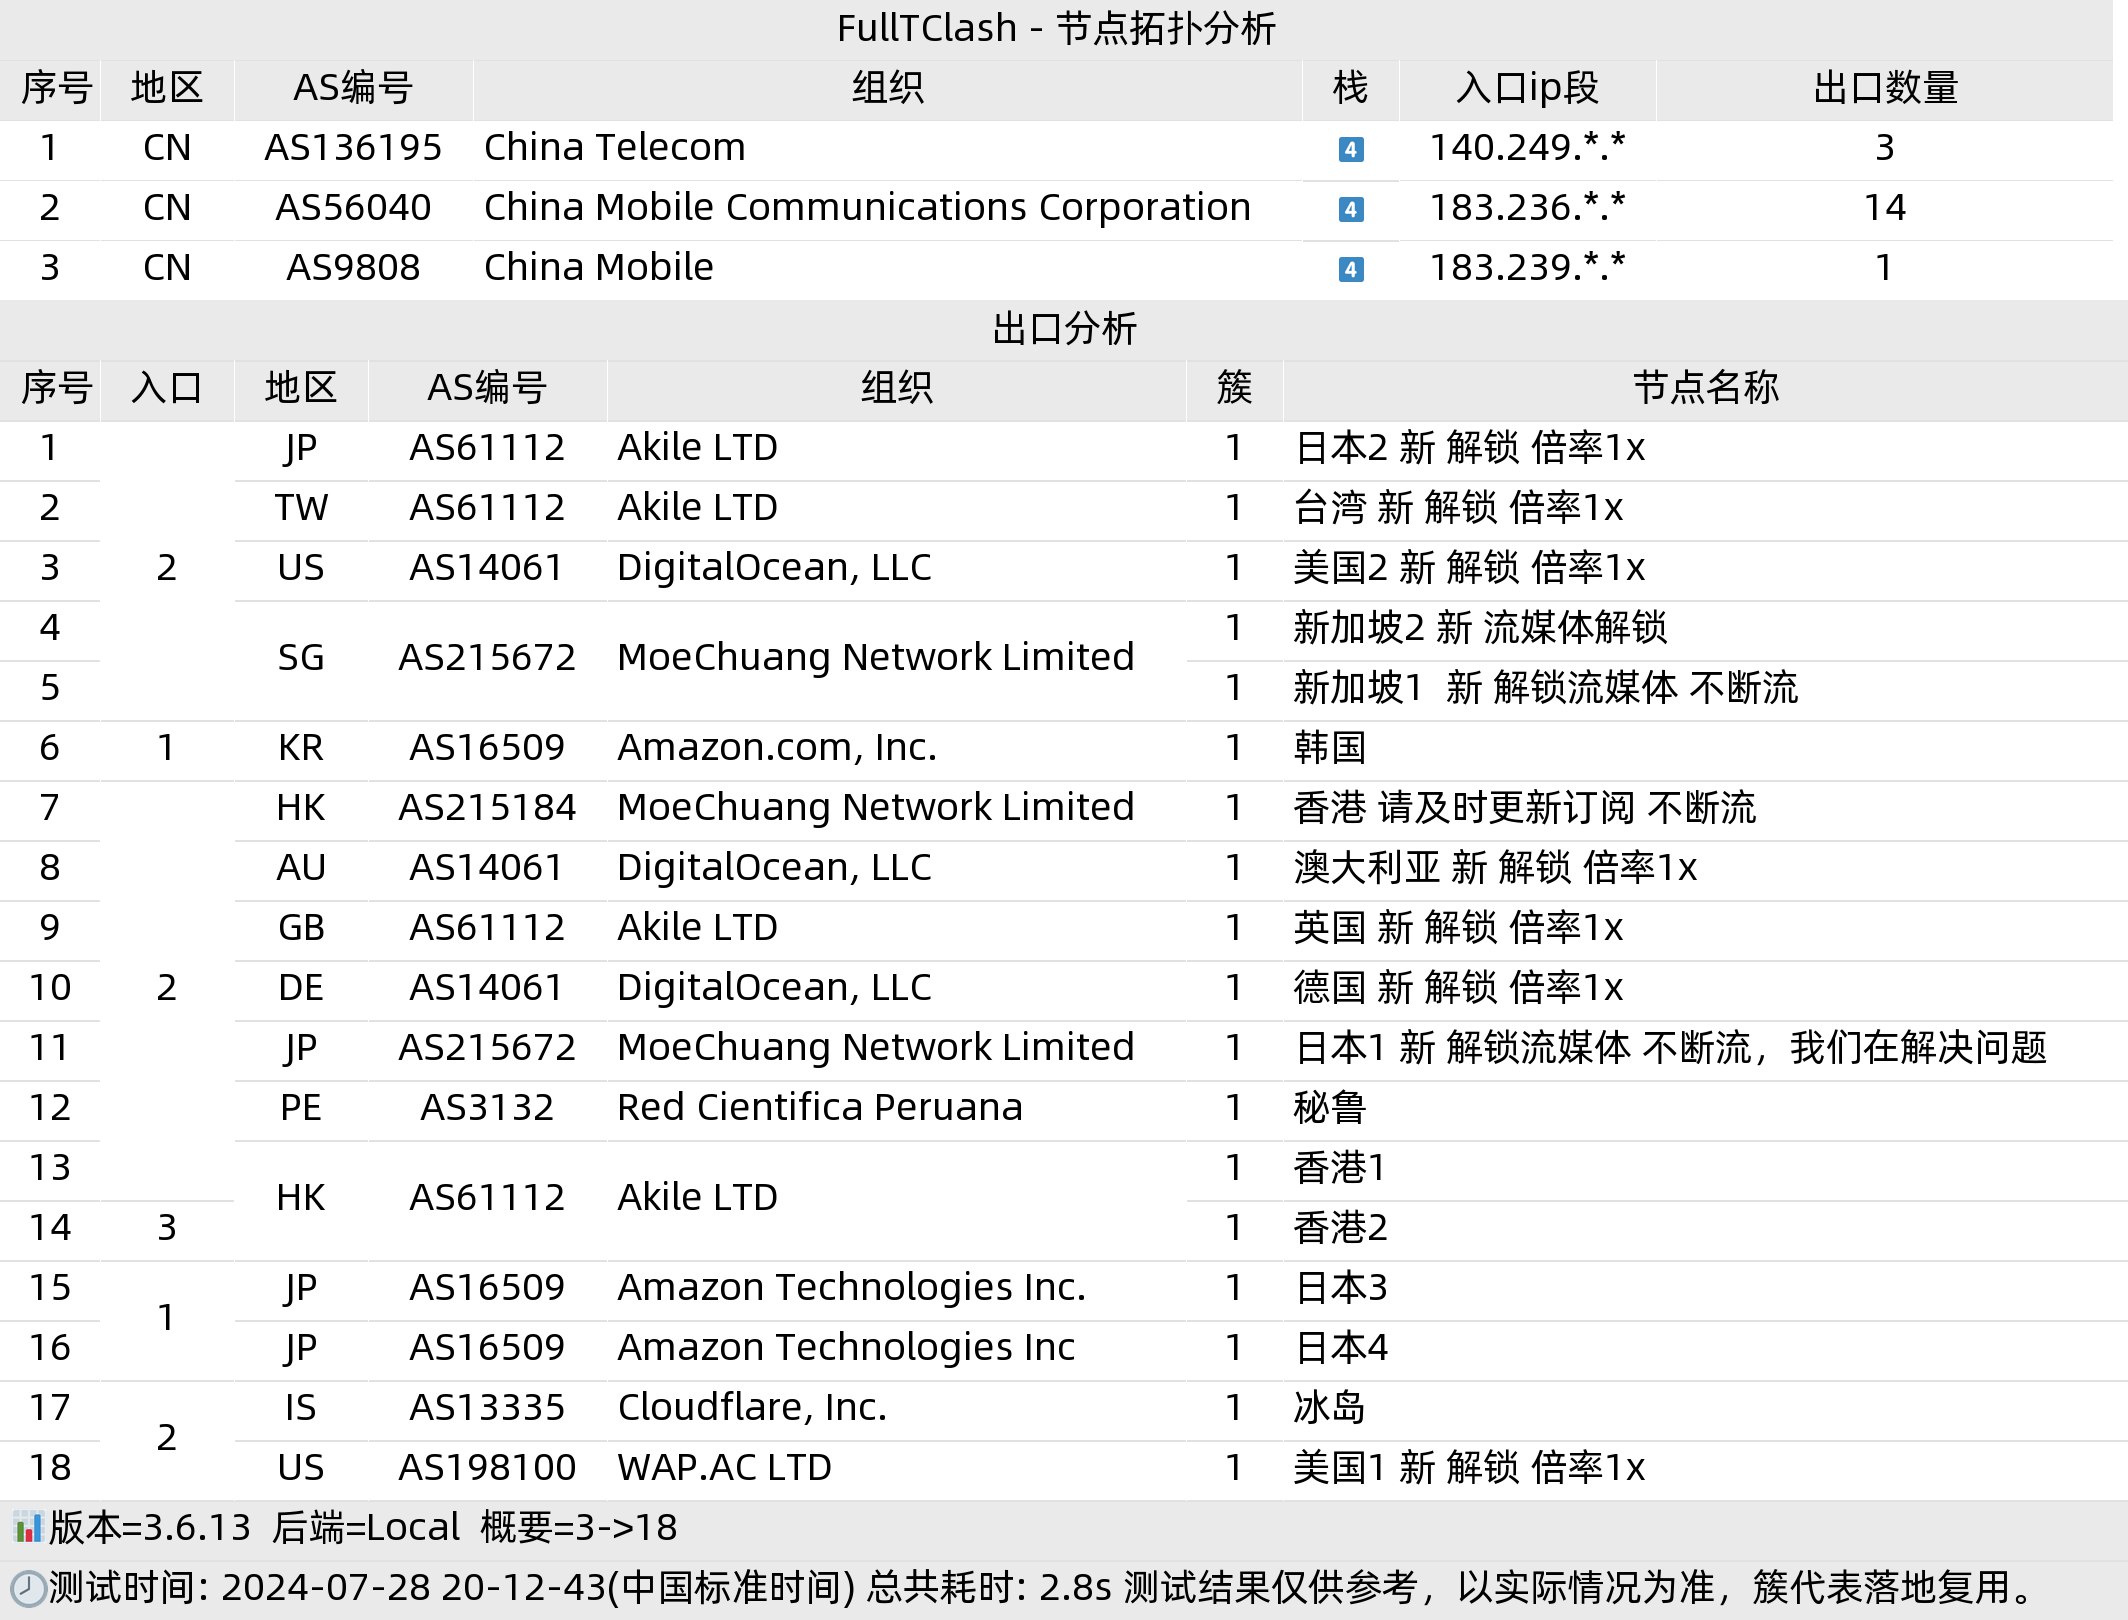 FullTClash - 节点拓扑分析
序号 地区 AS编号 组织 栈 入口ip段 出口数量
1 CN AS136195 China Telecom 4 140.249.*.* 3
2 CN AS56040 China Mobile Communications Corporation 4 183.236.*.* 14
3 CN AS9808 China Mobile 4 183.239.*.* 1
出口分析
序号 入口 地区 AS编号 组织 簇 节点名称
1 JP AS61112 Akile LTD 1 日本2 新 解锁 倍率1x
2 TW AS61112 Akile LTD 1 台湾 新 解锁 倍率1x
3 2 US AS14061 DigitalOcean, LLC 1 美国2 新 解锁 倍率1x
4 1 新加坡2 新 流媒体解锁
SG AS215672 MoeChuang Network Limited
5 1 新加坡1 新 解锁流媒体 不断流
6 1 KR AS16509 Amazon.com, Inc. 1 韩国
7 HK AS215184 MoeChuang Network Limited 1 香港 请及时更新订阅 不断流
8 AU AS14061 DigitalOcean, LLC 1 澳大利亚 新 解锁 倍率1x
9 GB AS61112 Akile LTD 1 英国 新 解锁 倍率1x
10 2 DE AS14061 DigitalOcean, LLC 1 德国 新 解锁 倍率1x
11 JP AS215672 MoeChuang Network Limited 1 日本1 新 解锁流媒体 不断流，我们在解决问题
12 PE AS3132 Red Cientifica Peruana 1 秘鲁
13 1 香港1
HK AS61112 Akile LTD
14 3 1 香港2
15 JP AS16509 Amazon Technologies Inc. 1 日本3
1
16 JP AS16509 Amazon Technologies Inc 1 日本4
17 IS AS13335 Cloudflare, Inc. 1 冰岛
2
18 US AS198100 WAP.AC LTD 1 美国1 新 解锁 倍率1x
版本=3.6.13 后端=Local 概要=3->18
测试时间: 2024-07-28 20-12-43(中国标准时间) 总共耗时: 2.8s 测试结果仅供参考，以实际情况为准，簇代表落地复用。